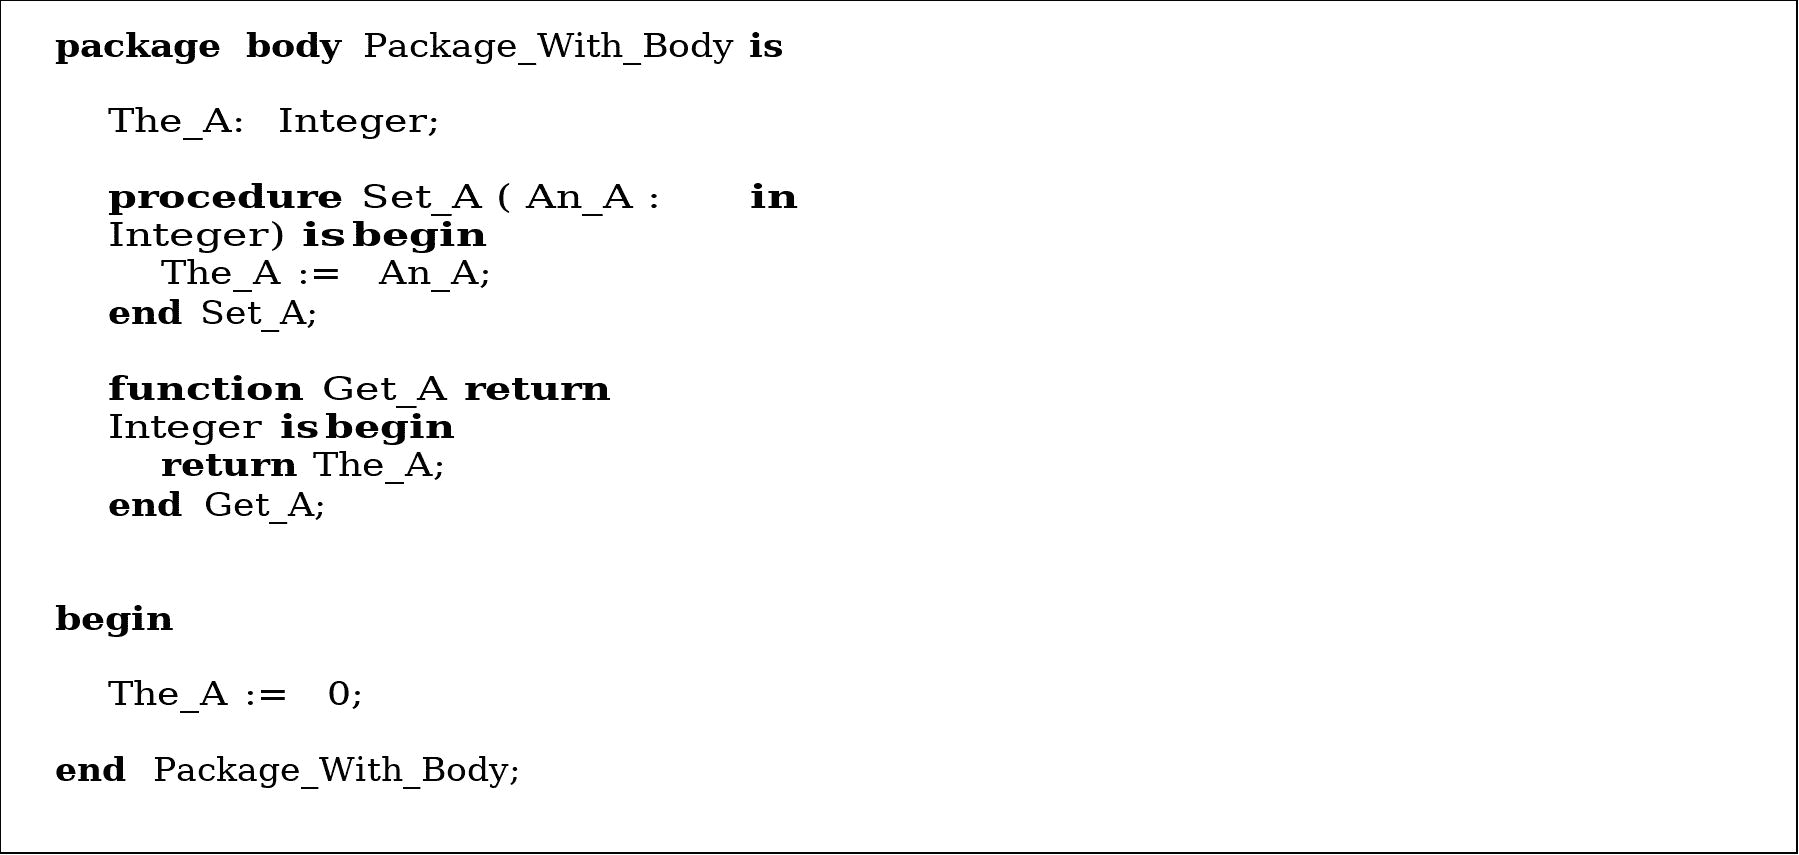 package body Package_With_Body is
The_A: Integer;
procedure Set_A ( An_A : in
Integer) is begin
The_A := An_A;
end Set_A;
function Get_A return
Integer is begin
return The_A;
end Get_A;
begin
The_A := 0;
end Package_With_Body;